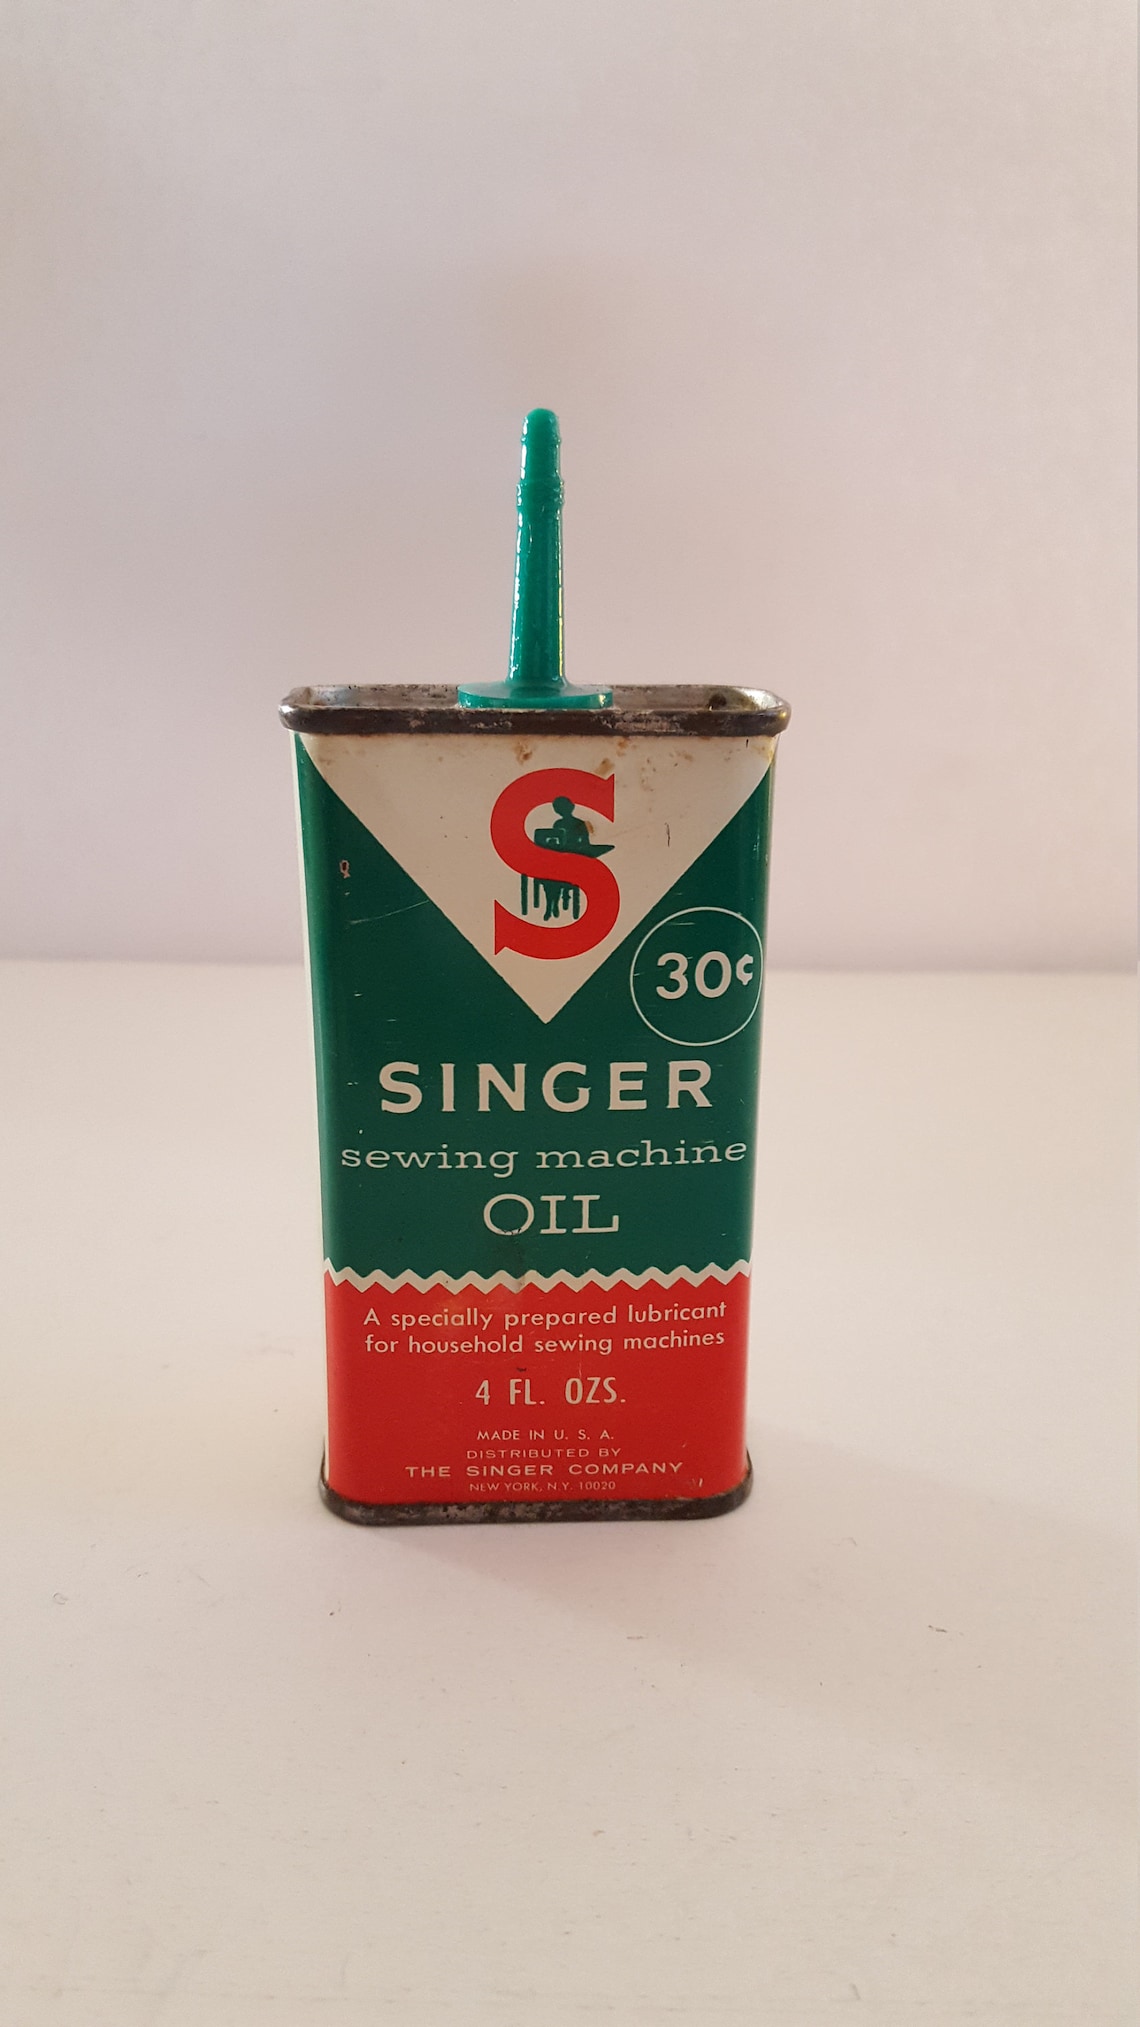 S
30¢
SINGER
sewing machine
OIL
A specially prepared lubricant
for household sewing machines
4 FL. OZS.
MADE IN U. S. A.
DISTRIBUTED BY
THE SINGER COMPANY
NEW YORK, N.Y. 10020